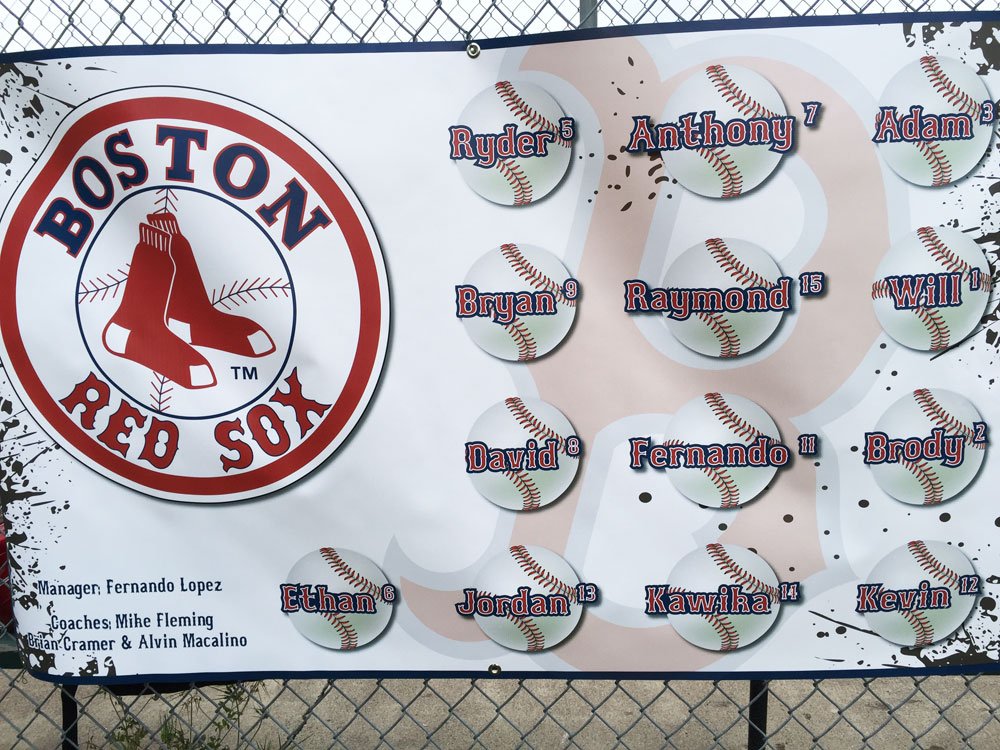 BOSTON
RED SOX
TM
Ryder 5
Anthony 7
Adam 3
Bryan 9
Raymond 15
Will 1
David 8
Fernando 11
Brody 2
Ethan 6
Jordan 13
Kawika 14
Kevin 12
Manager: Fernando Lopez
Coaches: Mike Fleming
Brian Cramer & Alvin Macalino